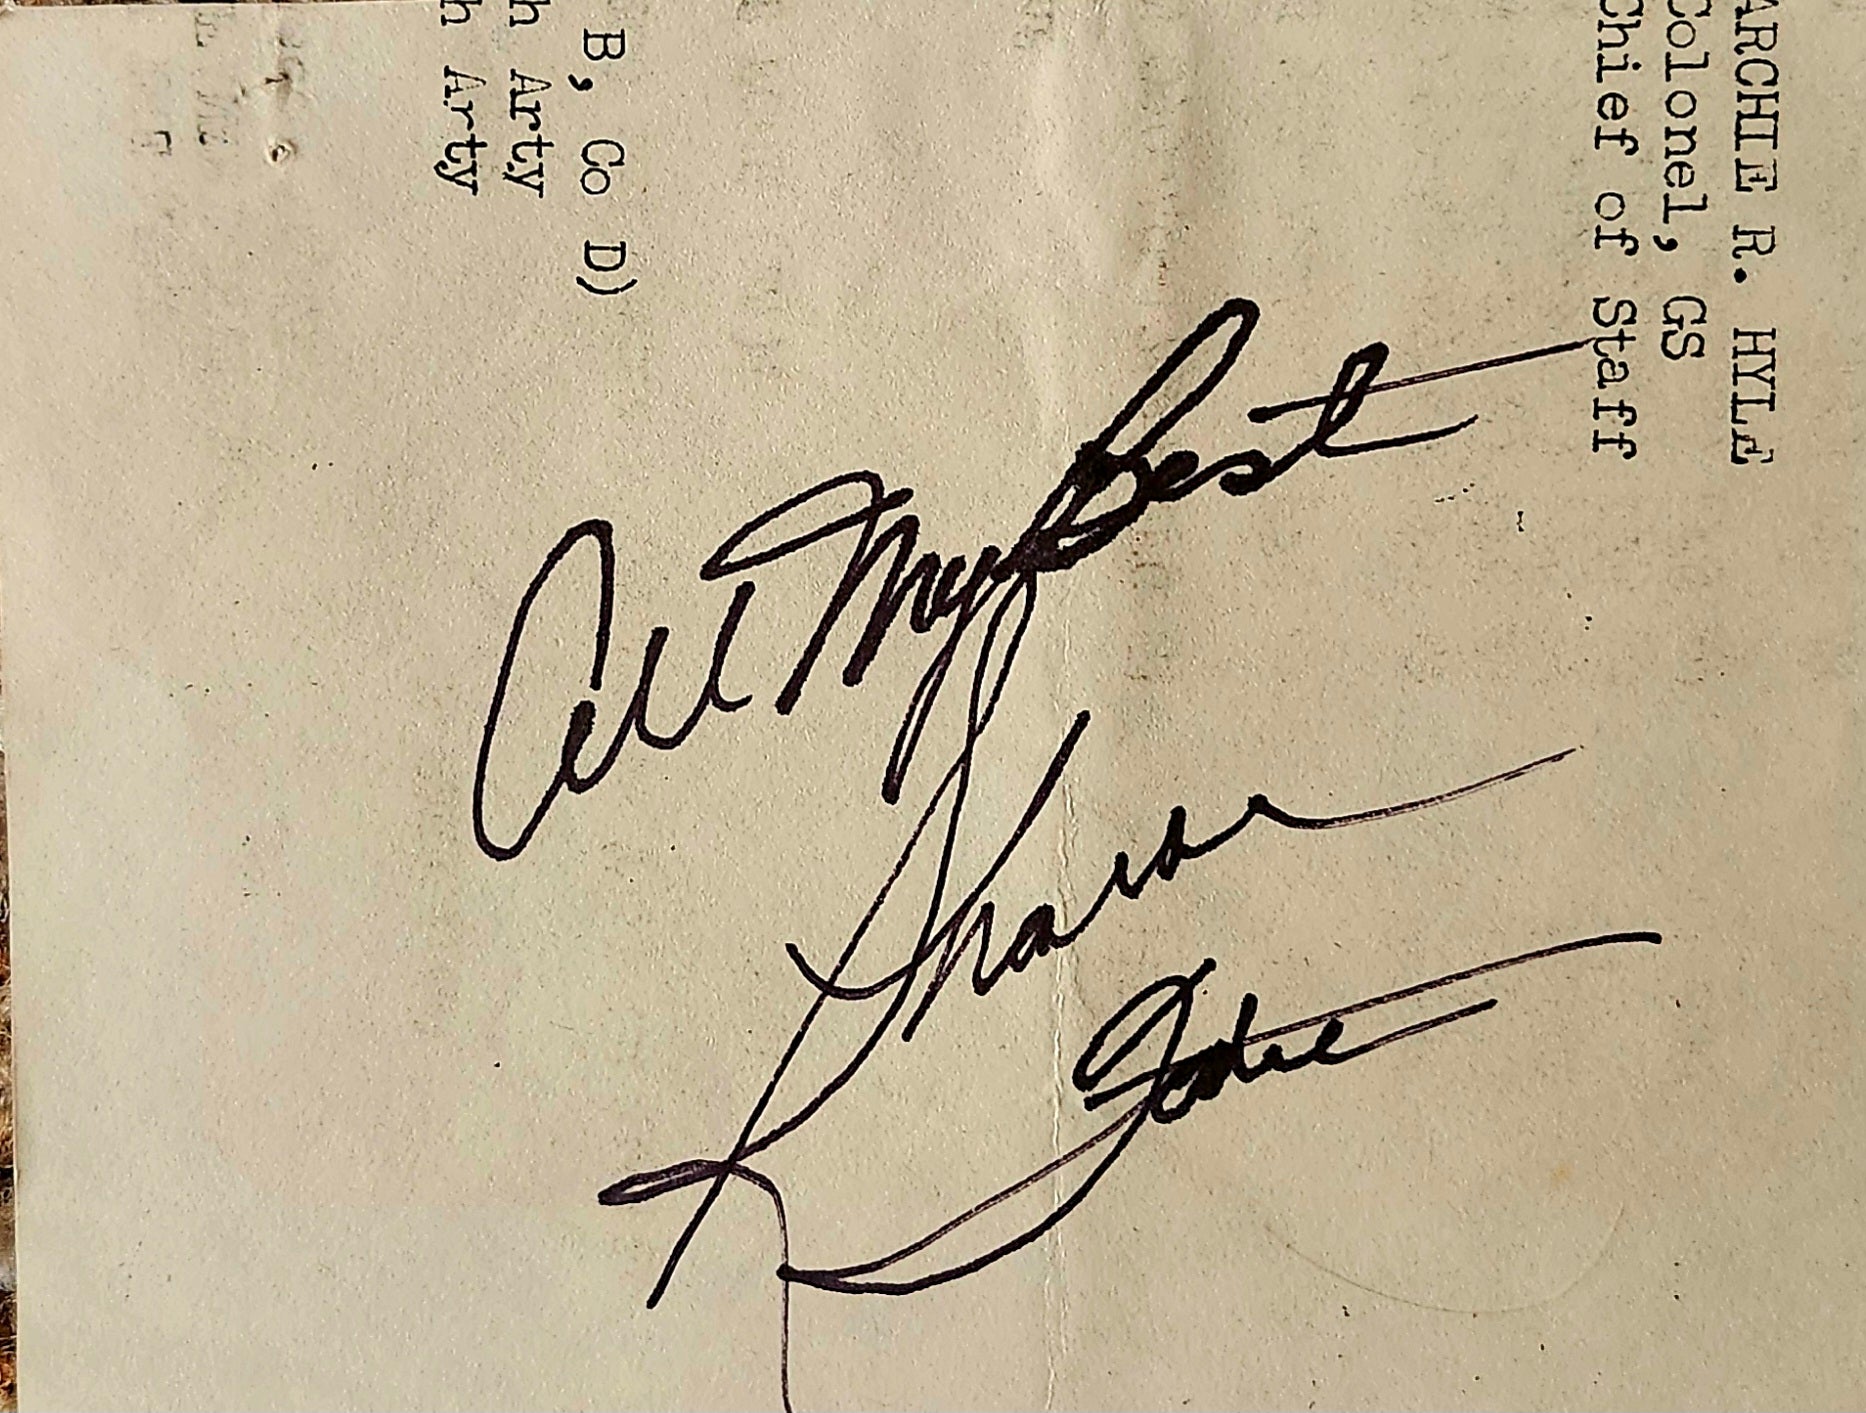 ARCHIE R. HYLE
Colonel, GS
Chief of Staff
B, Co D)
h Arty
h Arty
All My Best
Sharon